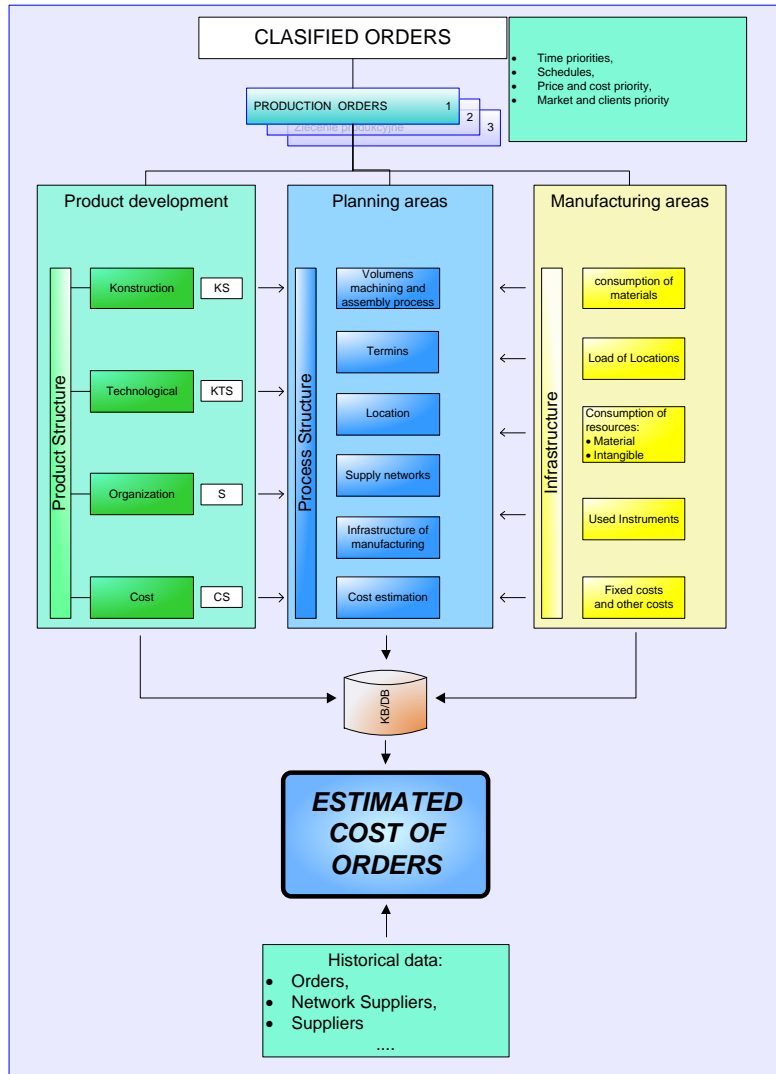 CLASIFIED ORDERS
• Time priorities,
• Schedules,
• Price and cost priority,
• Market and clients priority
PRODUCTION ORDERS 1
2
Zlecenie produkcyjne 3
Product development
Product Structure
Konstruction KS
Technological KTS
Organization S
Cost CS
Planning areas
Process Structure
Volumens
machining and
assembly process
Termins
Location
Supply networks
Infrastructure of
manufacturing
Cost estimation
Manufacturing areas
Infrastructure
consumption of
materials
Load of Locations
Consumption of
resources:
• Material
• Intangible
Used Instruments
Fixed costs
and other costs
KB/DB
ESTIMATED
COST OF
ORDERS
Historical data:
• Orders,
• Network Suppliers,
• Suppliers
....